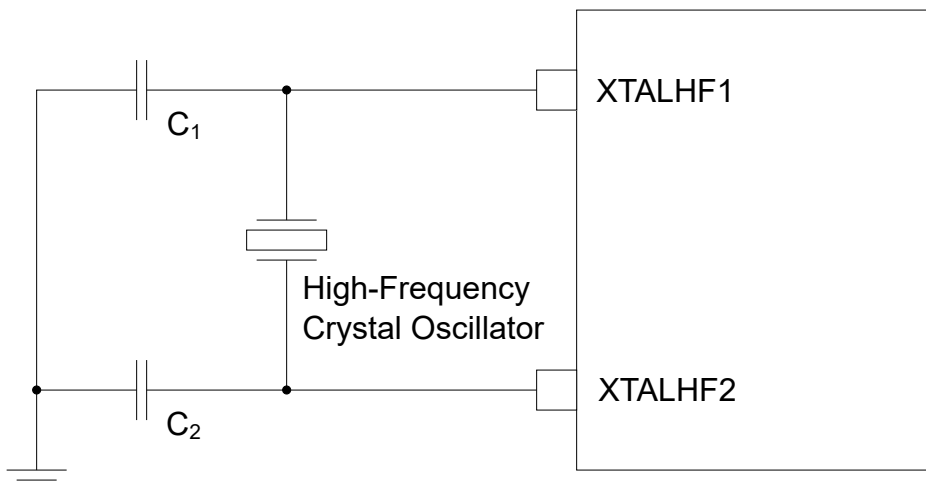 XTALHF1
C₁
High-Frequency
Crystal Oscillator
XTALHF2
C₂